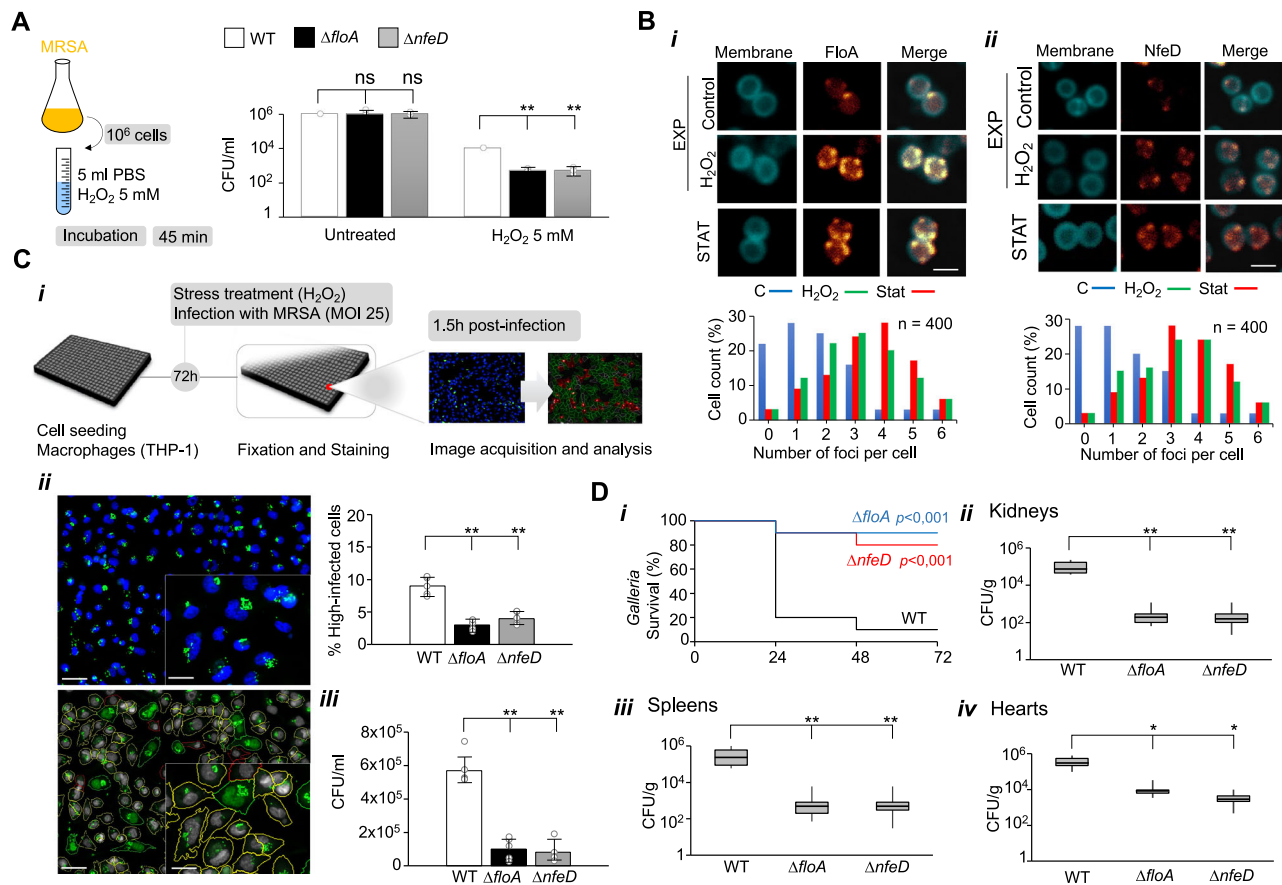 A
MRSA
10⁶ cells
5 ml PBS
H₂O₂ 5 mM
Incubation 45 min
WT ΔfloA ΔnfeD
ns ns
** **
CFU/ml
10⁶
10⁴
10²
1
Untreated H₂O₂ 5 mM
B
i
Membrane FloA Merge
EXP
Control
H₂O₂
STAT
C H₂O₂ Stat
n = 400
Cell count (%)
30
20
10
0
0 1 2 3 4 5 6
Number of foci per cell
ii
Membrane NfeD Merge
EXP
Control
H₂O₂
STAT
C H₂O₂ Stat
n = 400
Cell count (%)
30
20
10
0
0 1 2 3 4 5 6
Number of foci per cell
C
i
Stress treatment (H₂O₂)
Infection with MRSA (MOI 25)
72h
1.5h post-infection
Cell seeding
Macrophages (THP-1)
Fixation and Staining
Image acquisition and analysis
ii
% High-infected cells
** **
15
10
5
0
WT ΔfloA ΔnfeD
ili
CFU/ml
** **
8x10⁵
6x10⁵
4x10⁵
2x10⁵
0
WT ΔfloA ΔnfeD
D
i
Galleria
Survival (%)
100
80
60
40
20
0
0 24 48 72
ΔfloA p<0,001
ΔnfeD p<0,001
WT
ii Kidneys
** **
CFU/g
10⁶
10⁴
10²
1
WT ΔfloA ΔnfeD
iii Spleens
** **
CFU/g
10⁶
10⁴
10²
1
WT ΔfloA ΔnfeD
iv Hearts
* *
CFU/g
10⁶
10⁴
10²
1
WT ΔfloA ΔnfeD